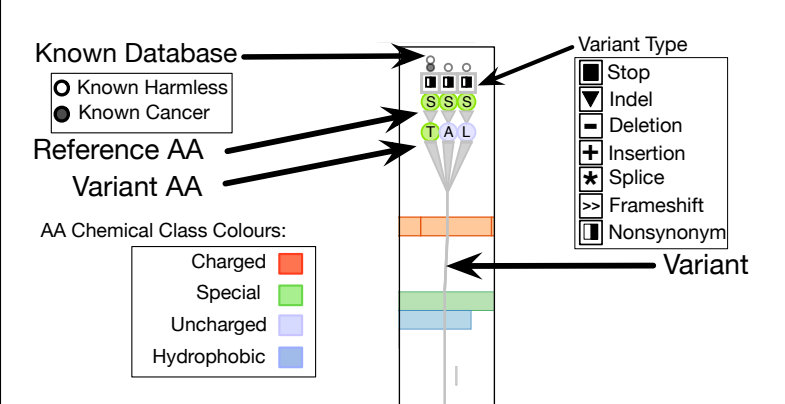 Known Database
Known Harmless
Known Cancer
Reference AA
Variant AA
AA Chemical Class Colours:
Charged
Special
Uncharged
Hydrophobic
S S S
T A L
Variant Type
Stop
Indel
Deletion
Insertion
Splice
>> Frameshift
Nonsynonym
Variant